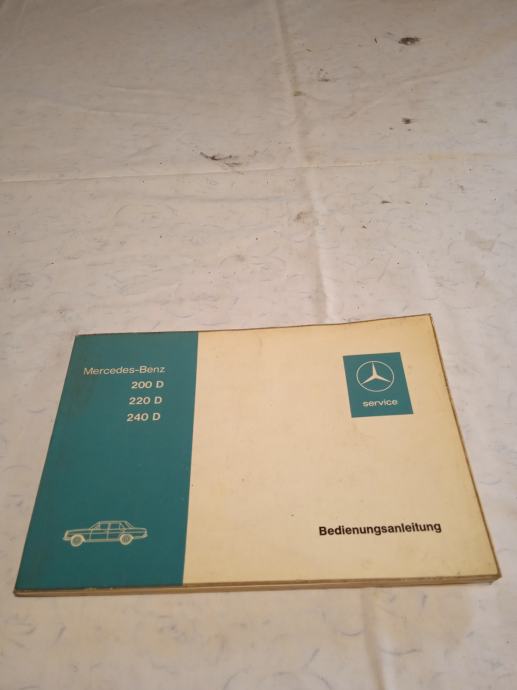 Mercedes-Benz
200 D
220 D
240 D
service
Bedienungsanleitung